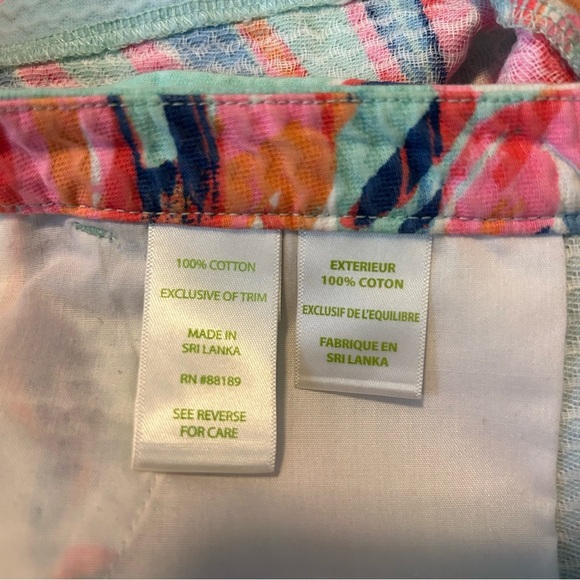 100% COTTON
EXCLUSIVE OF TRIM
MADE IN
SRI LANKA
RN #88189
SEE REVERSE
FOR CARE
EXTERIEUR
100% COTON
EXCLUSIF DE L'EQUILIBRE
FABRIQUE EN
SRI LANKA